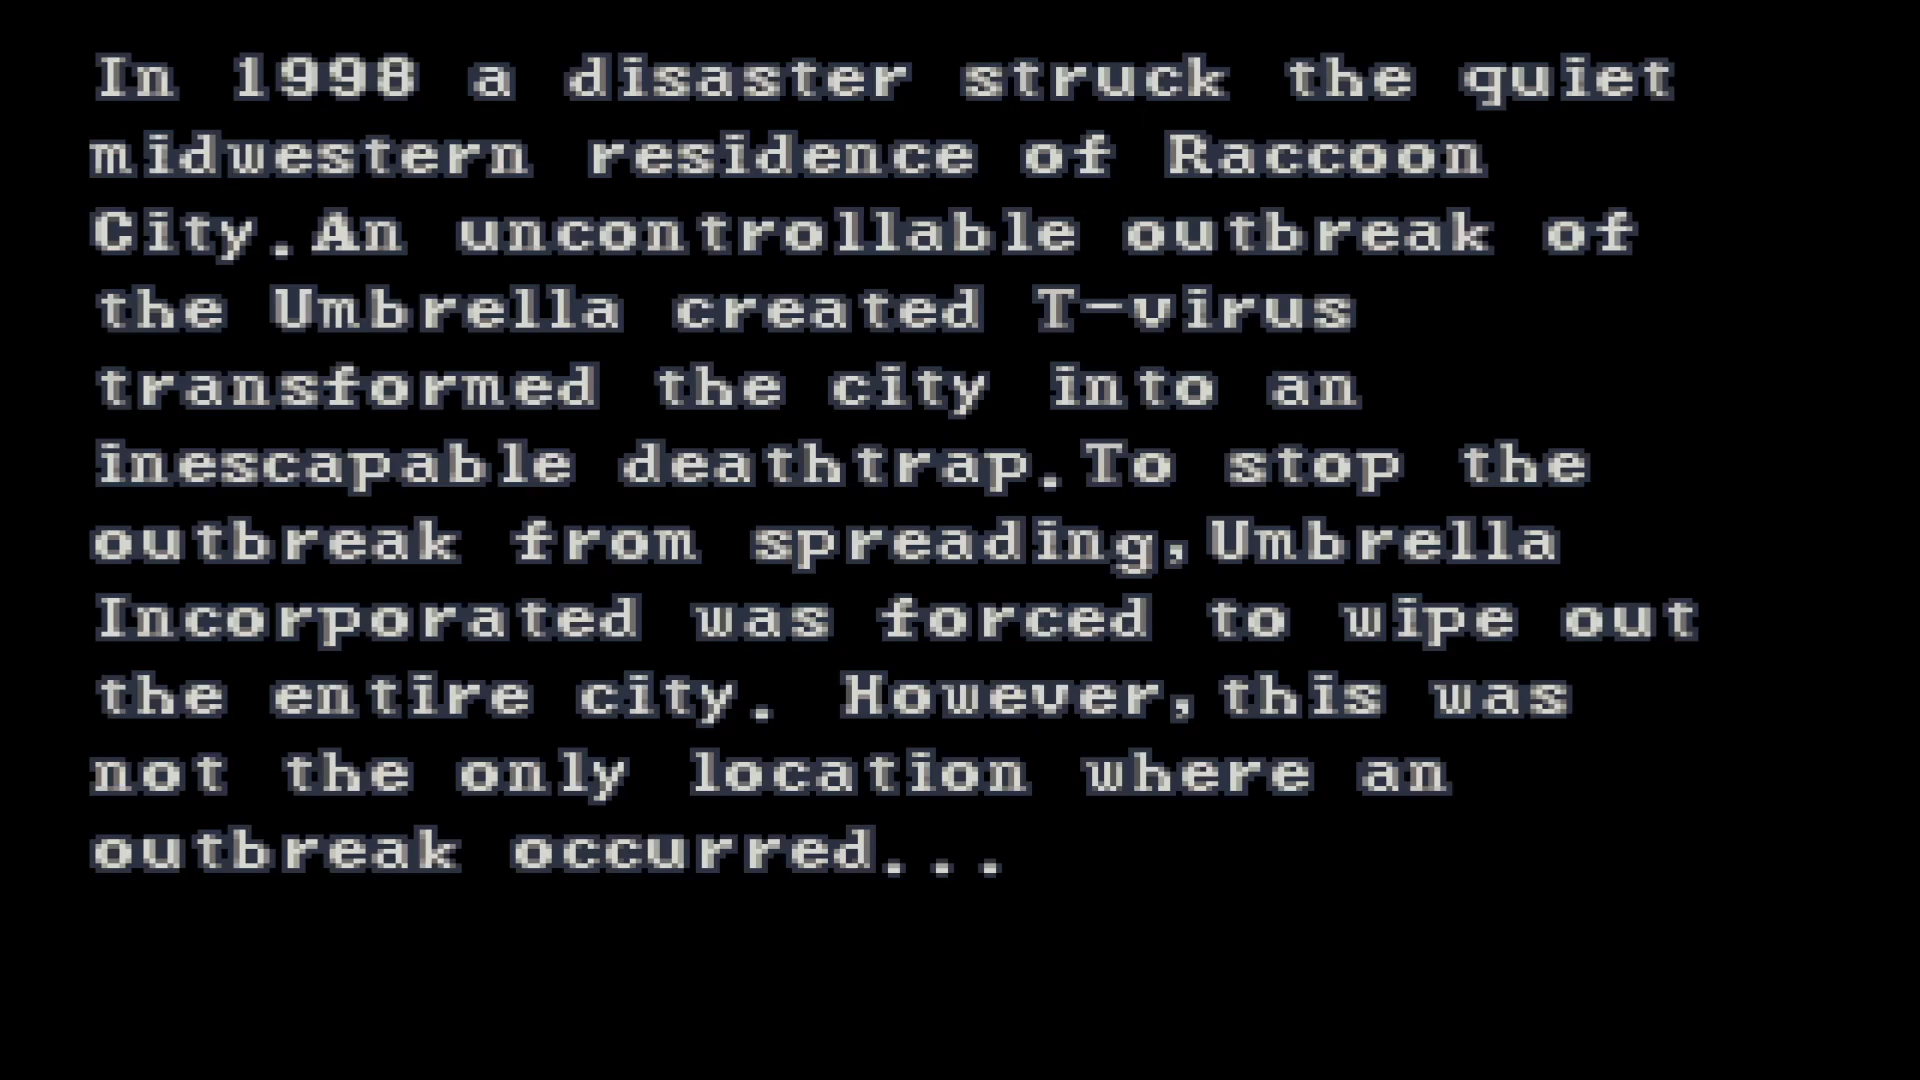 In 1998 a disaster struck the quiet
midwestern residence of Raccoon
City.An uncontrollable outbreak of
the Umbrella created T-virus
transformed the city into an
inescapable deathtrap.To stop the
outbreak from spreading,Umbrella
Incorporated was forced to wipe out
the entire city. However,this was
not the only location where an
outbreak occurred...